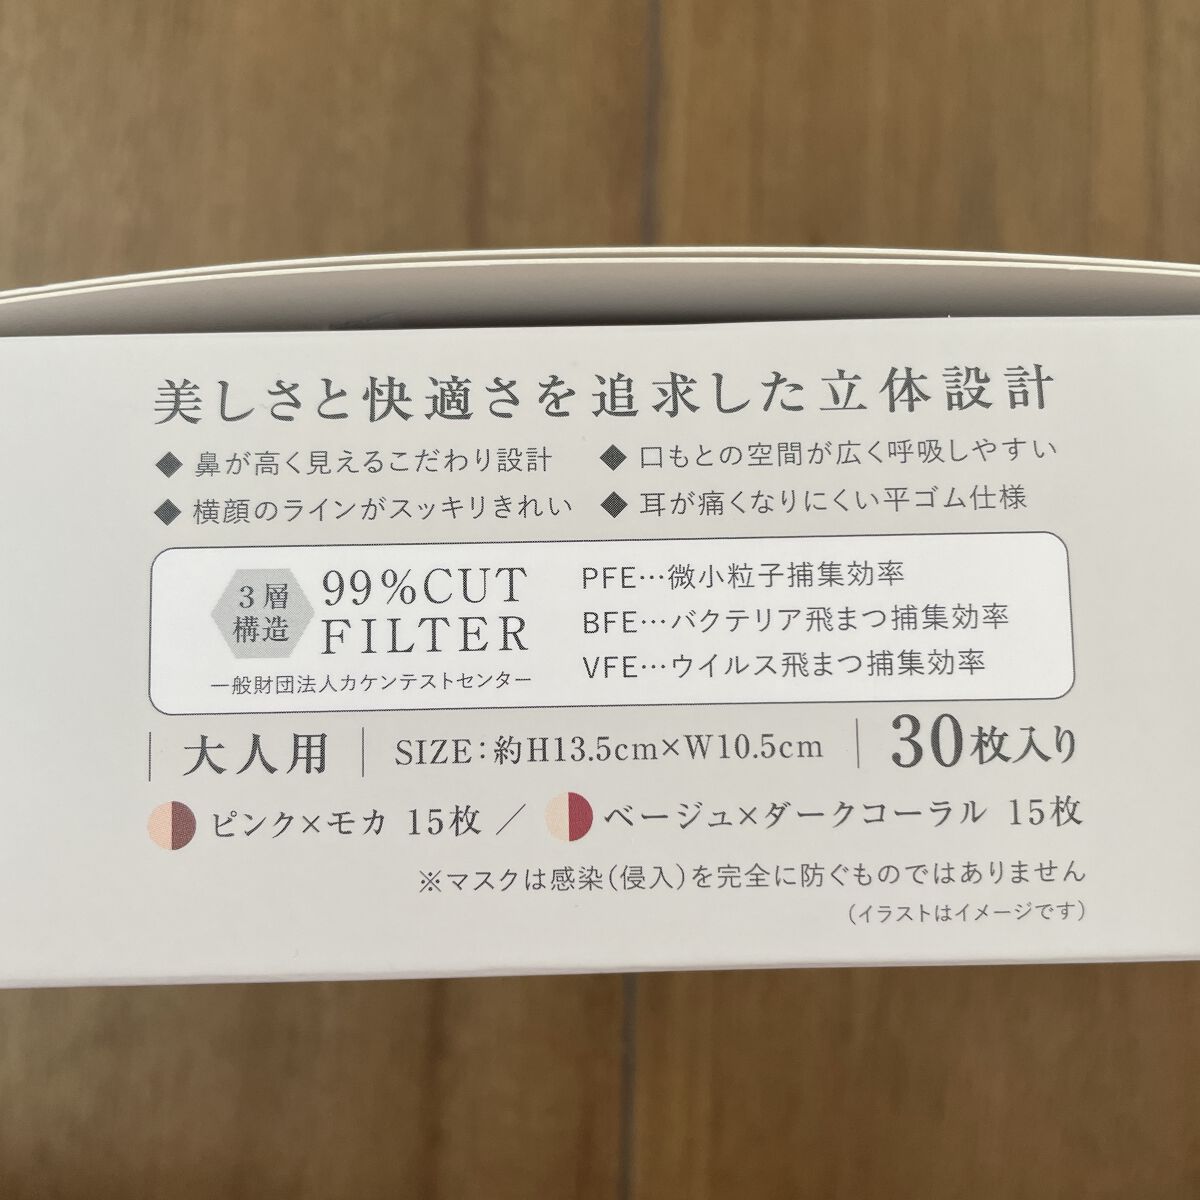 美しさと快適さを追求した立体設計
◆ 鼻が高く見えるこだわり設計 ◆ 口もとの空間が広く呼吸しやすい
◆ 横顔のラインがスッキリきれい ◆ 耳が痛くなりにくい平ゴム仕様
3層
構造
99%CUT
FILTER
一般財団法人カケンテストセンター
PFE…微小粒子捕集効率
BFE…バクテリア飛まつ捕集効率
VFE…ウイルス飛まつ捕集効率
大人用 SIZE：約H13.5cm×W10.5cm 30枚入り
ピンク×モカ 15枚 ／ ベージュ×ダークコーラル 15枚
※マスクは感染（侵入）を完全に防ぐものではありません
（イラストはイメージです）